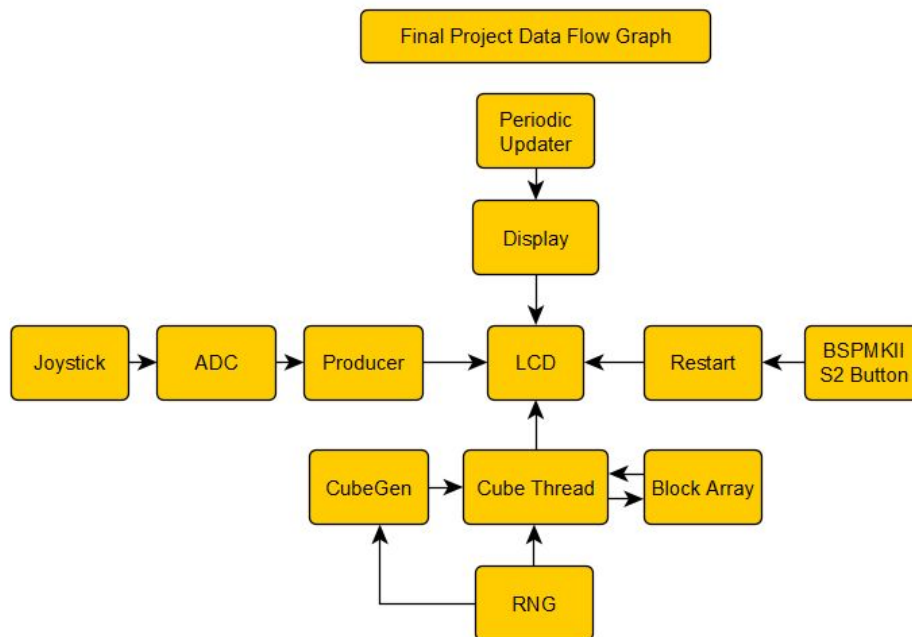 Final Project Data Flow Graph
Periodic
Updater
Display
Joystick
ADC
Producer
LCD
Restart
BSPMKII
S2 Button
CubeGen
Cube Thread
Block Array
RNG